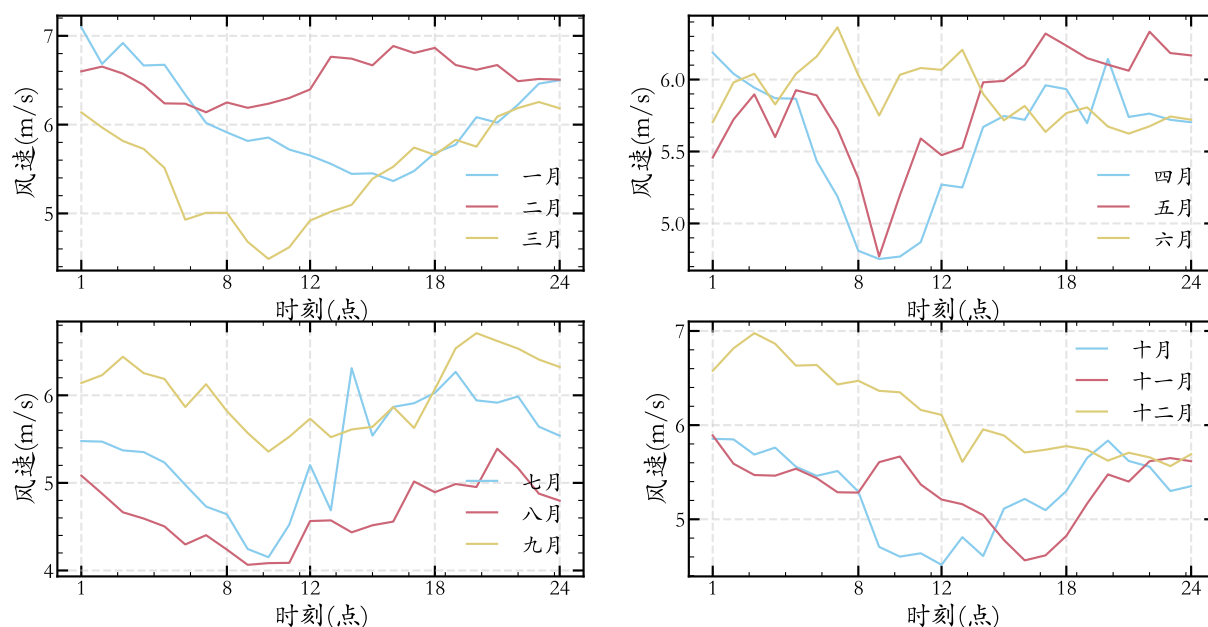 7
6
5
风速(m/s)
一月
二月
三月
1
8
12
18
24
时刻(点)
6.0
5.5
5.0
风速(m/s)
四月
五月
六月
1
8
12
18
24
时刻(点)
6
5
4
风速(m/s)
七月
八月
九月
1
8
12
18
24
时刻(点)
7
6
5
风速(m/s)
十月
十一月
十二月
1
8
12
18
24
时刻(点)